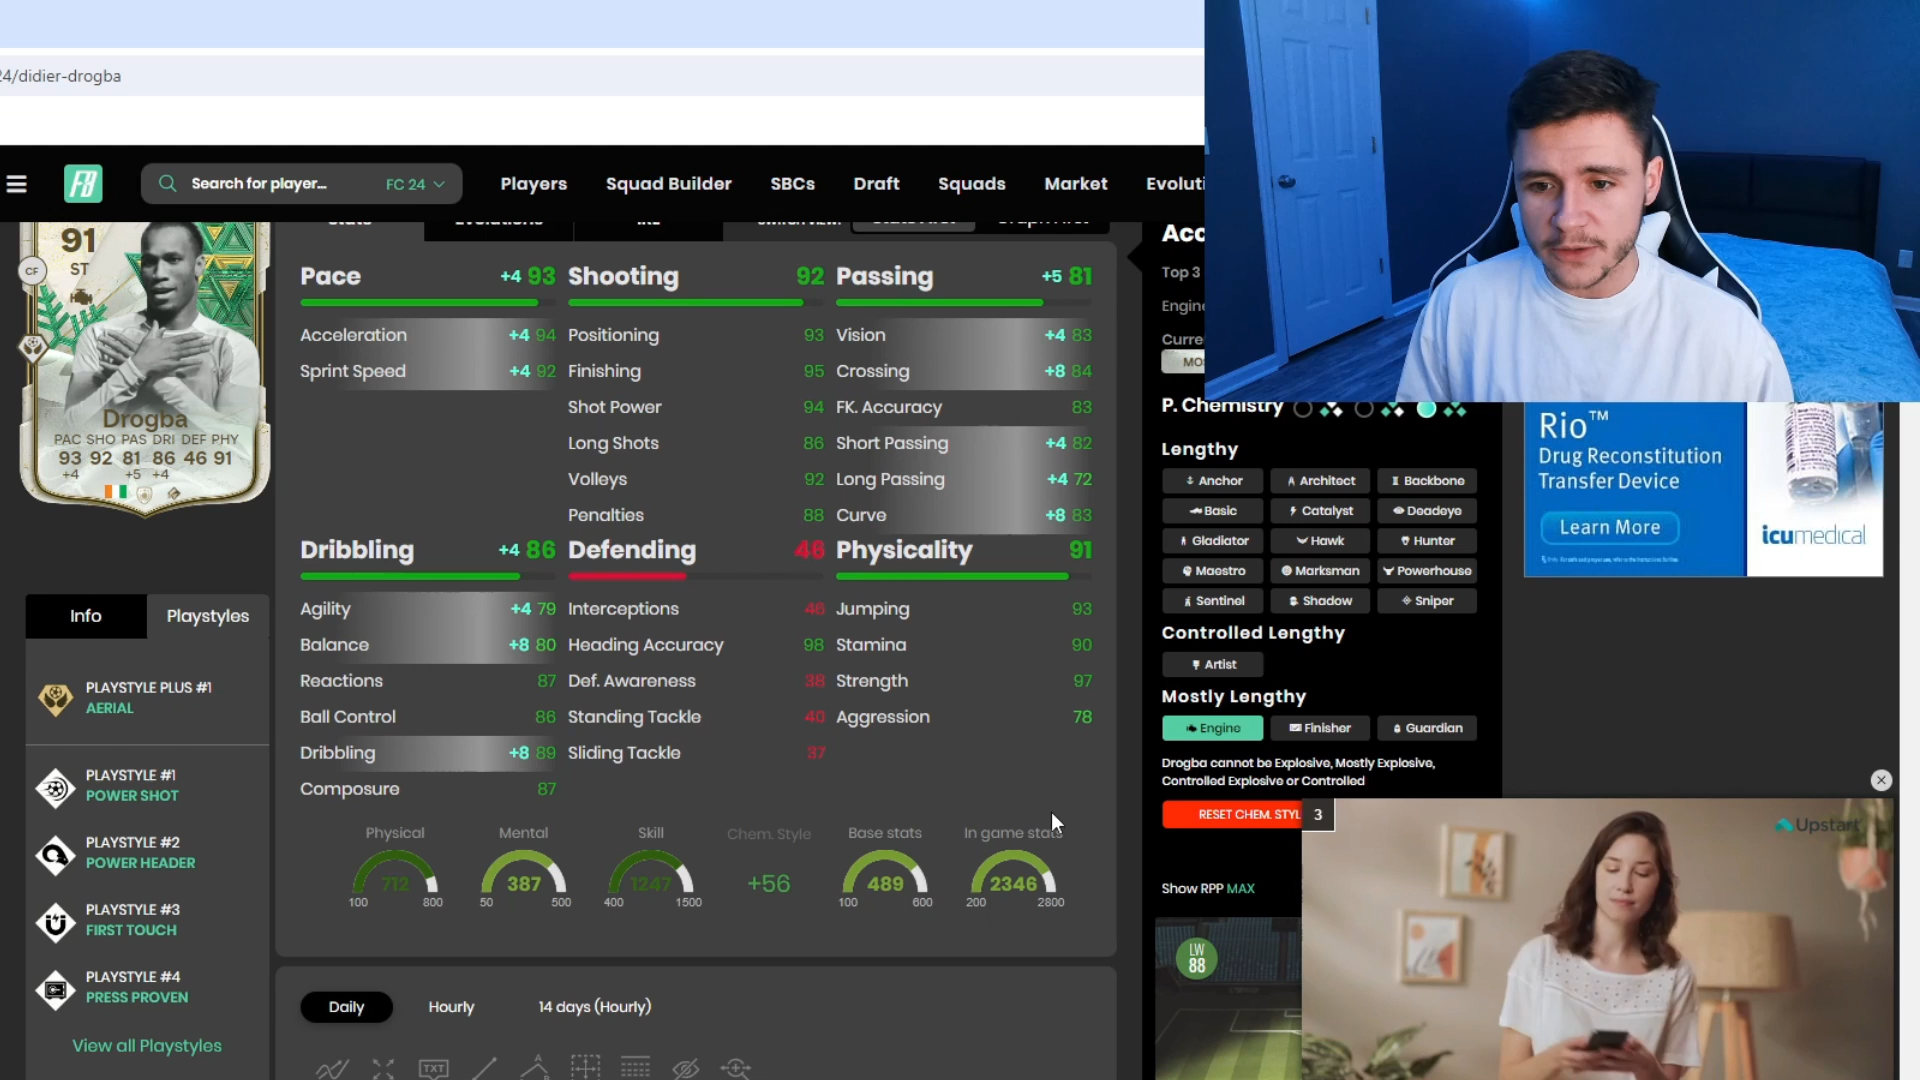 24/didier-drogba
FB
Search for player...
FC 24
Players
Squad Builder
SBCs
Draft
Squads
Market
Evoluti
91
ST
CF
Drogba
PAC SHO PAS DRI DEF PHY
93 92 81 86 46 91
+4 +5 +4
Info
Playstyles
PLAYSTYLE PLUS #1
AERIAL
PLAYSTYLE #1
POWER SHOT
PLAYSTYLE #2
POWER HEADER
PLAYSTYLE #3
FIRST TOUCH
PLAYSTYLE #4
PRESS PROVEN
View all Playstyles
Pace +4 93
Acceleration +4 94
Sprint Speed +4 92
Shooting 92
Positioning 93
Finishing 95
Shot Power 94
Long Shots 86
Volleys 92
Penalties 88
Passing +5 81
Vision +4 83
Crossing +8 84
FK. Accuracy 83
Short Passing +4 82
Long Passing +4 72
Curve +8 83
Dribbling +4 86
Agility +4 79
Balance +8 80
Reactions 87
Ball Control 86
Dribbling +8 89
Composure 87
Defending 46
Interceptions 46
Heading Accuracy 98
Def. Awareness 38
Standing Tackle 40
Sliding Tackle 37
Physicality 91
Jumping 93
Stamina 90
Strength 97
Aggression 78
Physical
712
100 800
Mental
387
50 500
Skill
1247
400 1500
Chem. Style
+56
Base stats
489
100 600
In game stats
2346
200 2800
Daily
Hourly
14 days (Hourly)
TXT
Acc
Top 3
Engine
Curre
MO
P. Chemistry
Lengthy
Anchor
Architect
Backbone
Basic
Catalyst
Deadeye
Gladiator
Hawk
Hunter
Maestro
Marksman
Powerhouse
Sentinel
Shadow
Sniper
Controlled Lengthy
Artist
Mostly Lengthy
Engine
Finisher
Guardian
Drogba cannot be Explosive, Mostly Explosive,
Controlled Explosive or Controlled
RESET CHEM. STYL
3
Show RPP MAX
LW
88
Rio™
Drug Reconstitution
Transfer Device
Learn More
icumedical
Upstart